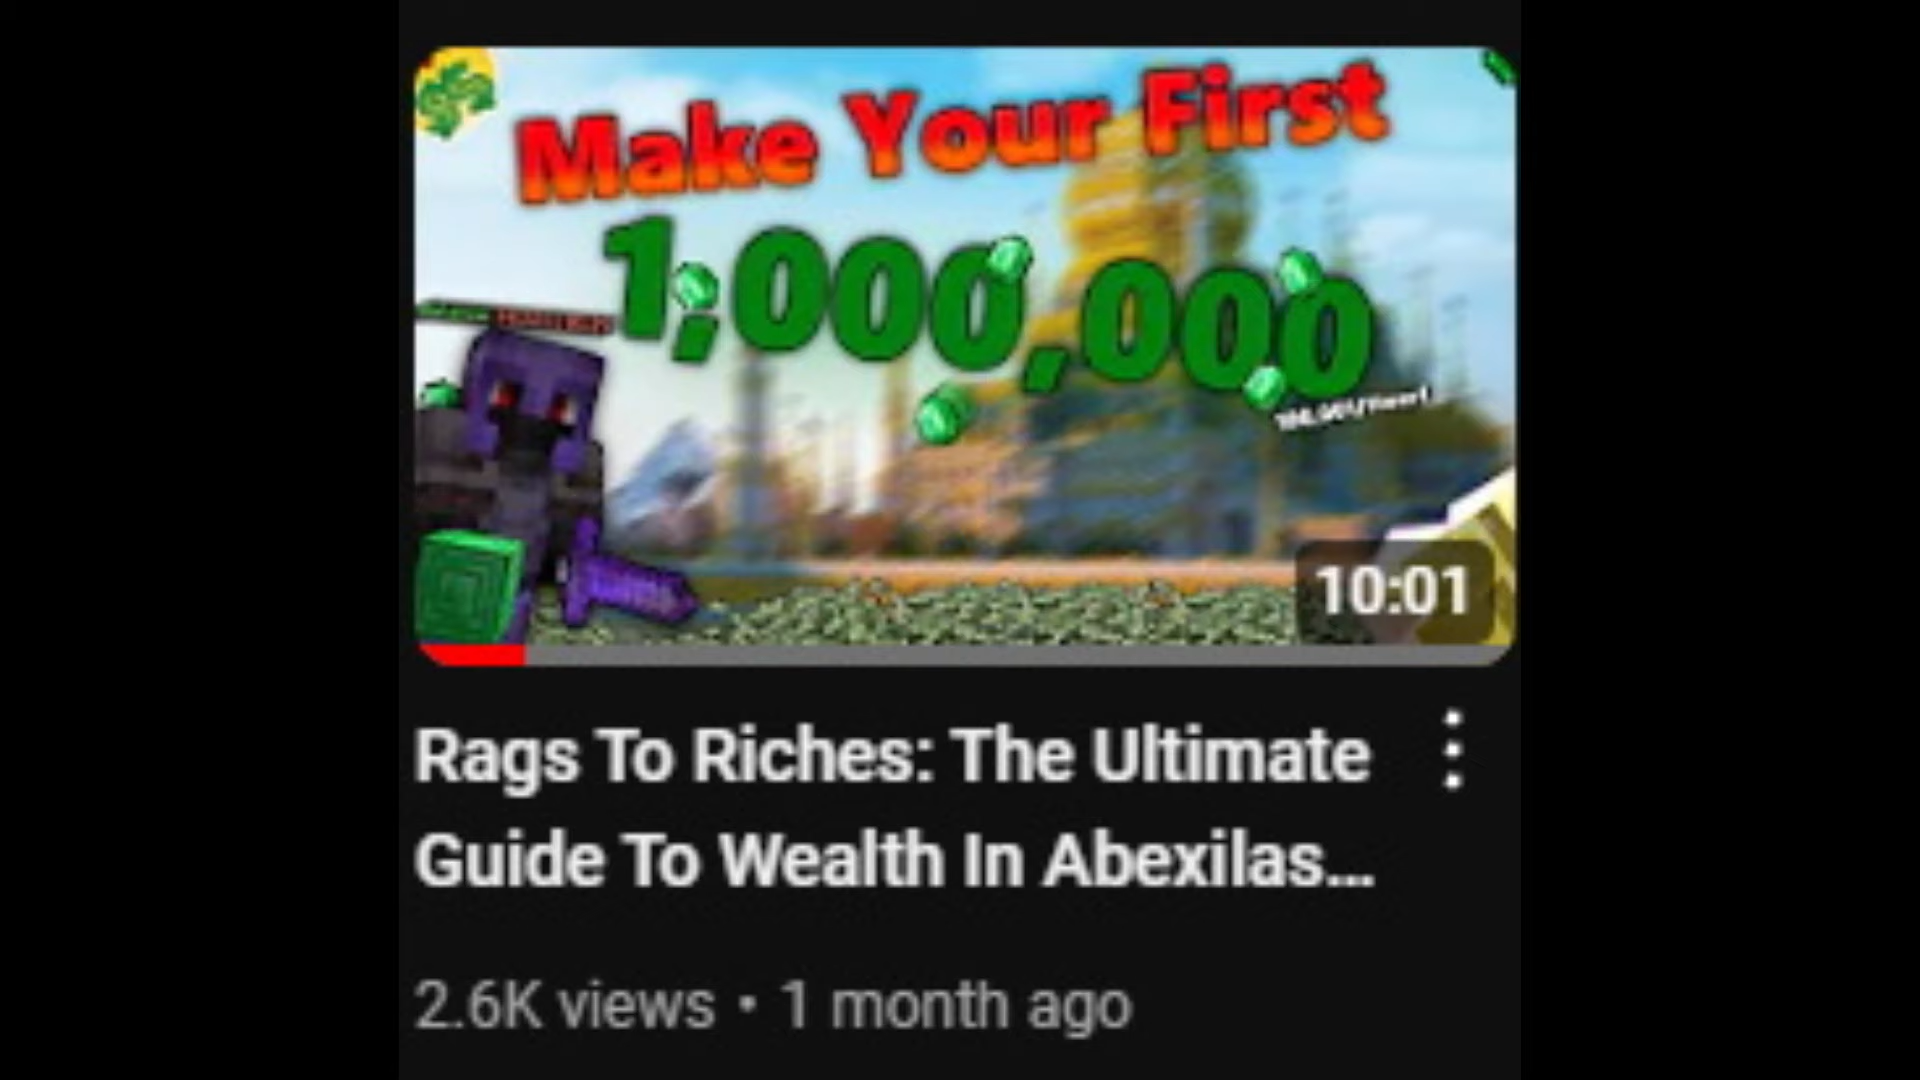 Make Your First
1,000,000
10:01
Rags To Riches: The Ultimate
Guide To Wealth In Abexilas...
2.6K views • 1 month ago